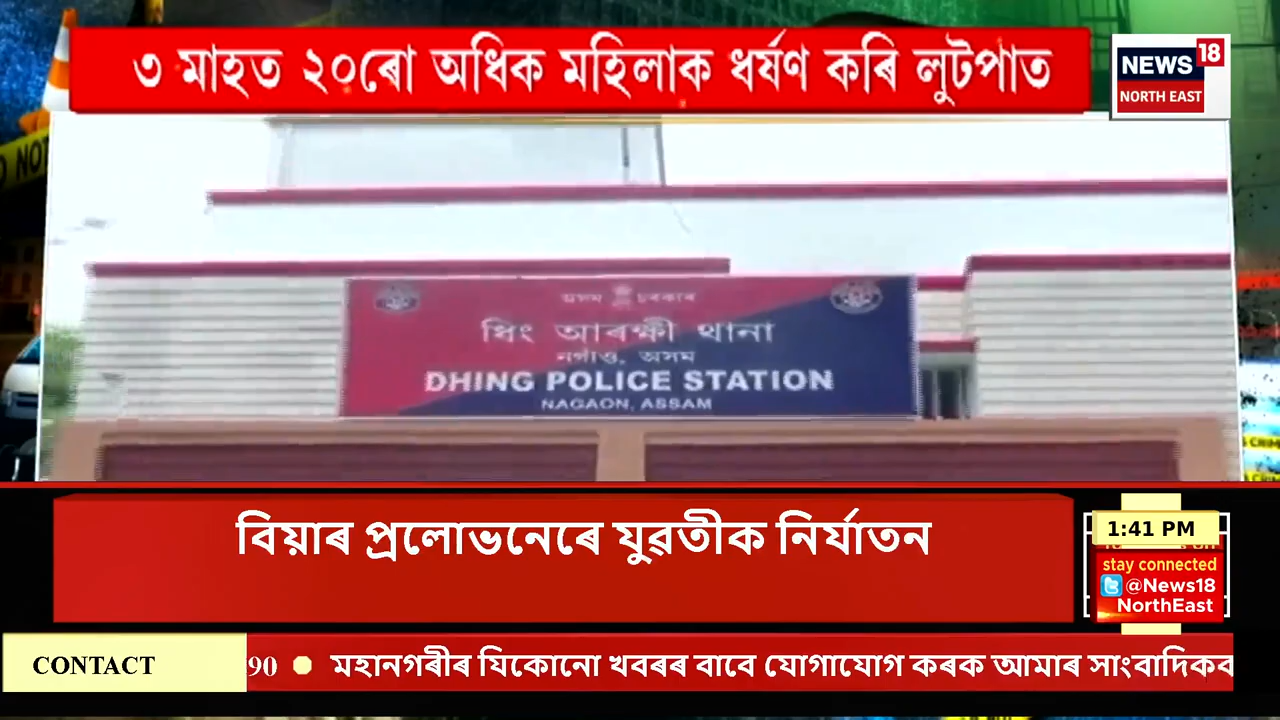 ৩ মাহত ২০ৰো অধিক মহিলাক ধৰ্ষণ কৰি লুটপাত
NEWS 18
NORTH EAST
O NOT
অসম চৰকাৰ
ধিং আৰক্ষী থানা
নগাঁও, অসম
DHING POLICE STATION
NAGAON, ASSAM
বিয়াৰ প্ৰলোভনেৰে যুৱতীক নিৰ্যাতন
1:41 PM
stay connected
@News18
NorthEast
CONTACT
90 ● মহানগৰীৰ যিকোনো খবৰৰ বাবে যোগাযোগ কৰক আমাৰ সাংবাদিকৰ